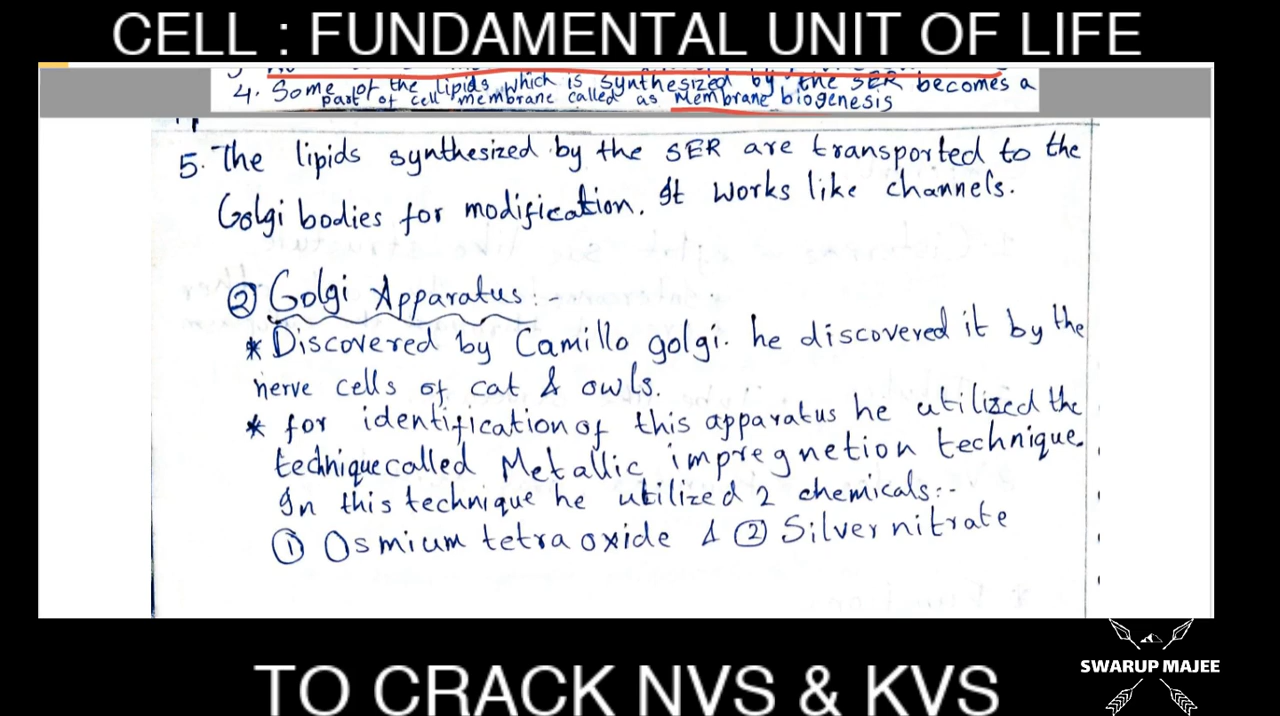 CELL : FUNDAMENTAL UNIT OF LIFE
4. Some of the lipids which is synthesized by the SER becomes a
part of cell membrane called as Membrane biogenesis
5. The lipids synthesized by the SER are transported to the
Golgi bodies for modification. It works like channels.
② Golgi Apparatus :-
* Discovered by Camillo golgi. he discovered it by the
nerve cells of cat & owls.
* for identification of this apparatus he utilized the
technique called Metallic impregnetion technique.
In this technique he utilized 2 chemicals:-
① Osmium tetra oxide & ② Silver nitrate
SWARUP MAJEE
TO CRACK NVS & KVS